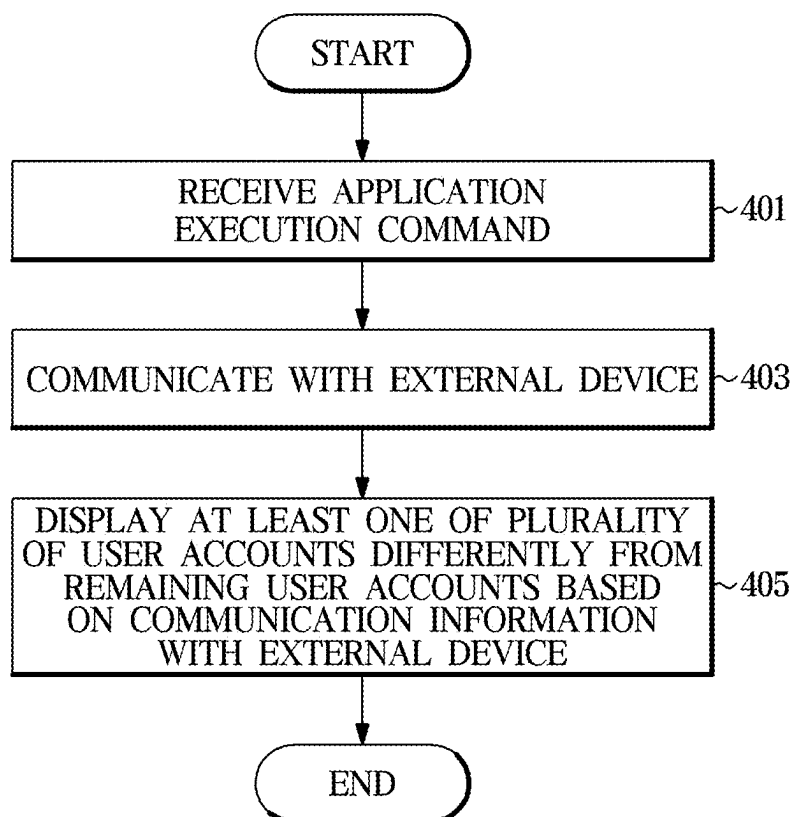 START
RECEIVE APPLICATION
EXECUTION COMMAND
401
COMMUNICATE WITH EXTERNAL DEVICE
403
DISPLAY AT LEAST ONE OF PLURALITY
OF USER ACCOUNTS DIFFERENTLY FROM
REMAINING USER ACCOUNTS BASED
ON COMMUNICATION INFORMATION
WITH EXTERNAL DEVICE
405
END